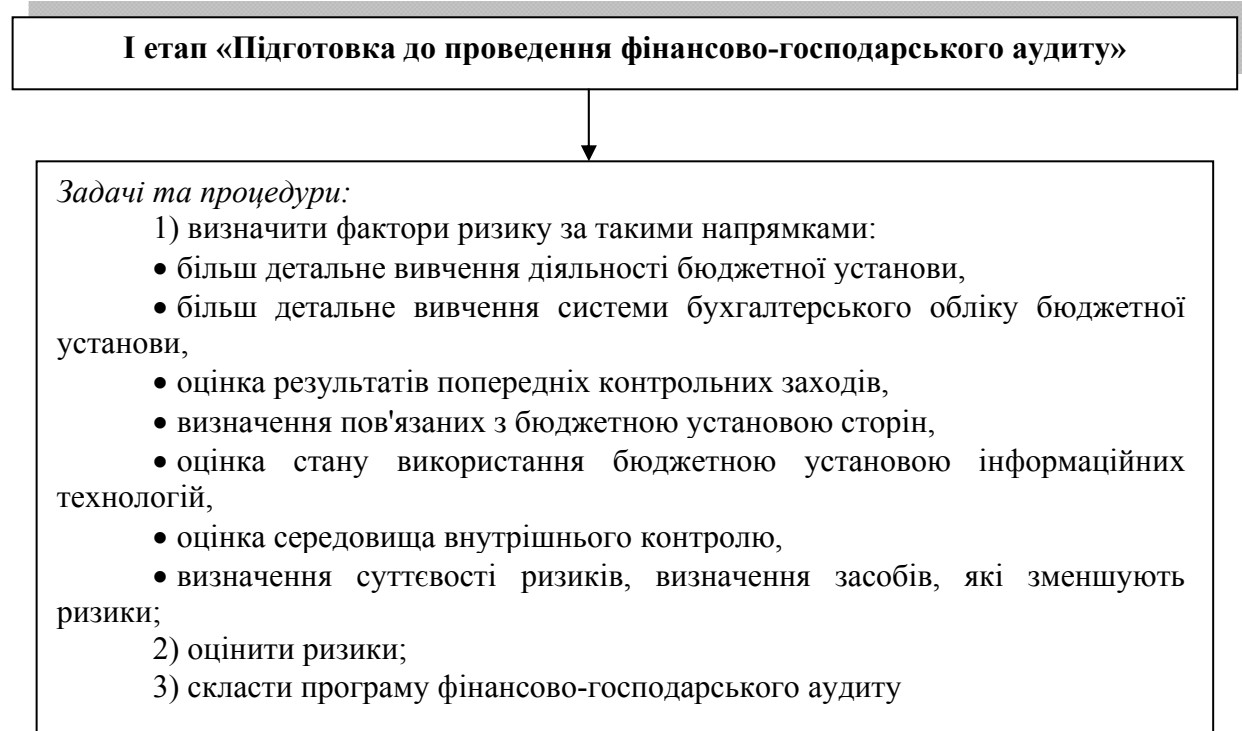 І етап «Підготовка до проведення фінансово-господарського аудиту»
Задачі та процедури:
1) визначити фактори ризику за такими напрямками:
• більш детальне вивчення діяльності бюджетної установи,
• більш детальне вивчення системи бухгалтерського обліку бюджетної
установи,
• оцінка результатів попередніх контрольних заходів,
• визначення пов'язаних з бюджетною установою сторін,
• оцінка стану використання бюджетною установою інформаційних
технологій,
• оцінка середовища внутрішнього контролю,
• визначення суттєвості ризиків, визначення засобів, які зменшують
ризики;
2) оцінити ризики;
3) скласти програму фінансово-господарського аудиту